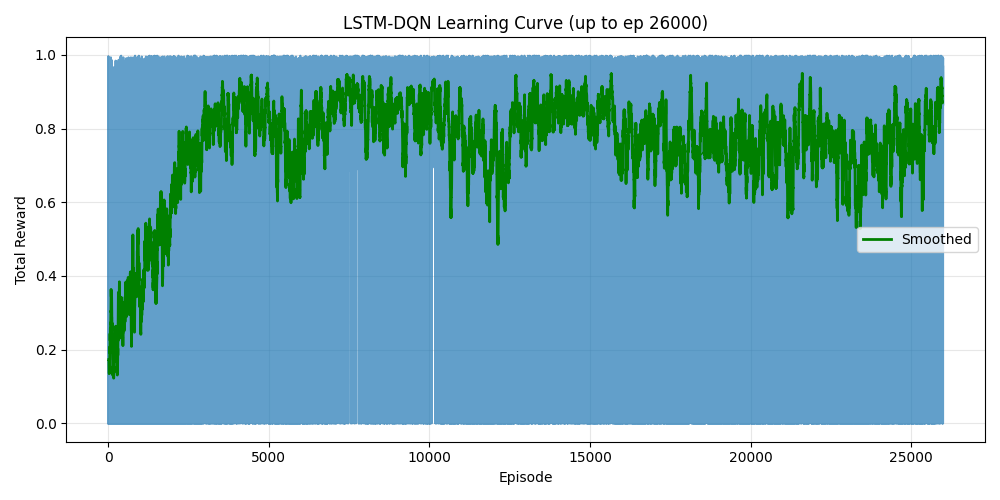 LSTM-DQN Learning Curve (up to ep 26000)
Total Reward
1.0
0.8
0.6
0.4
0.2
0.0
Smoothed
0 5000 10000 15000 20000 25000
Episode